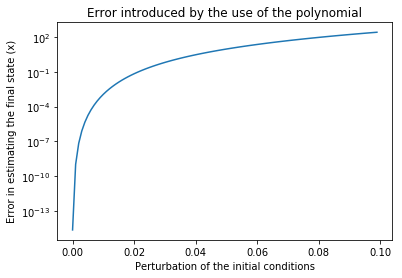 Error introduced by the use of the polynomial
Error in estimating the final state (x)
10²
10⁻¹
10⁻⁴
10⁻⁷
10⁻¹⁰
10⁻¹³
0.00 0.02 0.04 0.06 0.08 0.10
Perturbation of the initial conditions